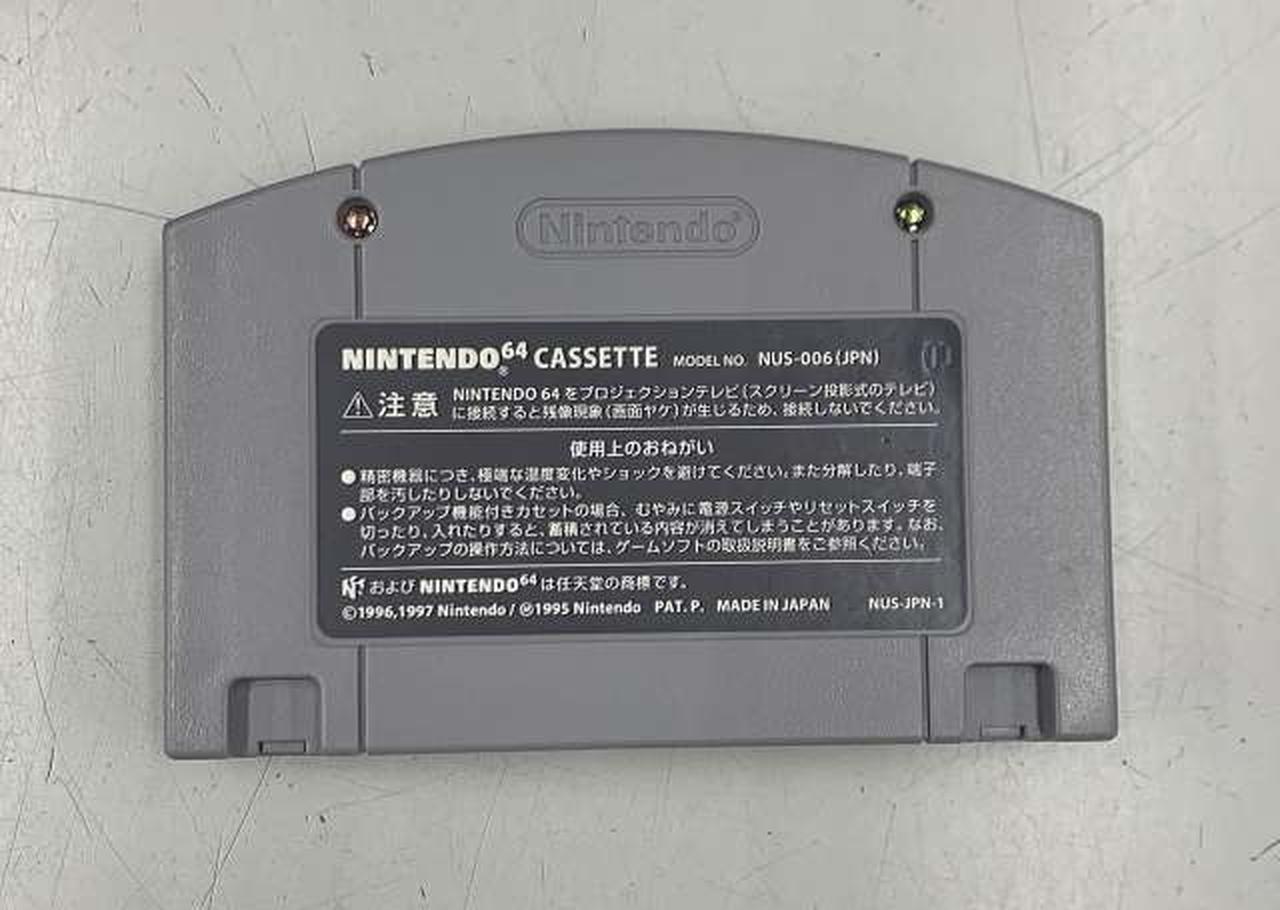 Nintendo®
NINTENDO64® CASSETTE MODEL NO. NUS-006(JPN)
⚠注意 NINTENDO 64 をプロジェクションテレビ(スクリーン投影式のテレビ)
に接続すると残像現象(画面ヤケ)が生じるため、接続しないでください。
使用上のおねがい
●精密機器につき、極端な温度変化やショックを避けてください。また分解したり、端子
部を汚したりしないでください。
●バックアップ機能付きカセットの場合、むやみに電源スイッチやリセットスイッチを
切ったり、入れたりすると、蓄積されている内容が消えてしまうことがあります。なお、
バックアップの操作方法については、ゲームソフトの取扱説明書をご参照ください。
および NINTENDO64 は任天堂の商標です。
©1996,1997 Nintendo / ℗1995 Nintendo PAT. P. MADE IN JAPAN NUS-JPN-1